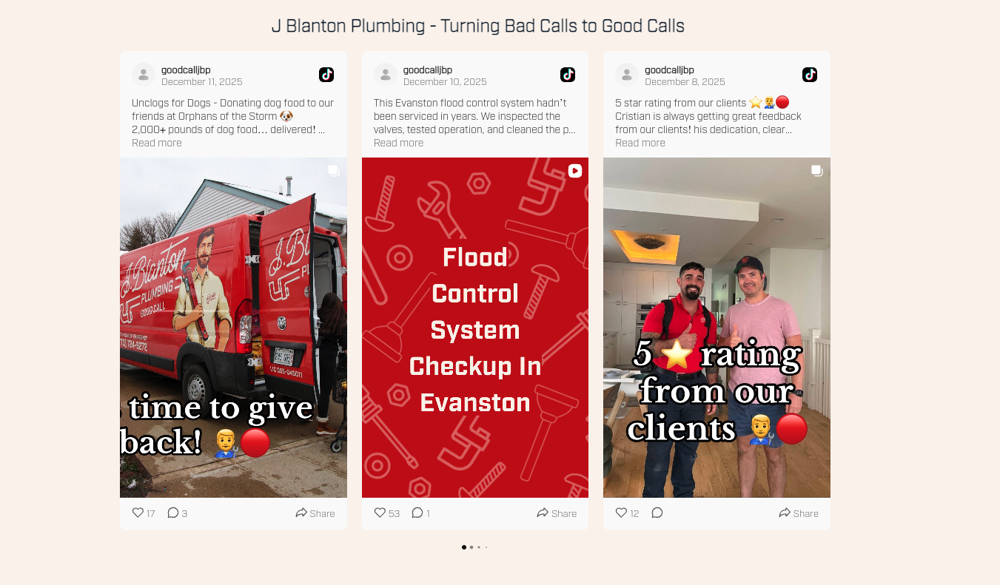 J Blanton Plumbing - Turning Bad Calls to Good Calls
goodcalljbp
December 11, 2025
Unclogs for Dogs - Donating dog food to our
friends at Orphans of the Storm 🐶
2,000+ pounds of dog food… delivered! ...
Read more
J.Blanton
PLUMBING
GOOD CALL
J.Bl
time to give
back! 👨‍🔧🔴
17
3
Share
goodcalljbp
December 10, 2025
This Evanston flood control system hadn’t
been serviced in years. We inspected the
valves, tested operation, and cleaned the p...
Read more
Flood
Control
System
Checkup In
Evanston
53
1
Share
goodcalljbp
December 8, 2025
5 star rating from our clients ⭐👨‍🔧🔴
Cristian is always getting great feedback
from our clients! his dedication, clear...
Read more
5 ⭐ rating
from our
clients 👨‍🔧🔴
12
Share